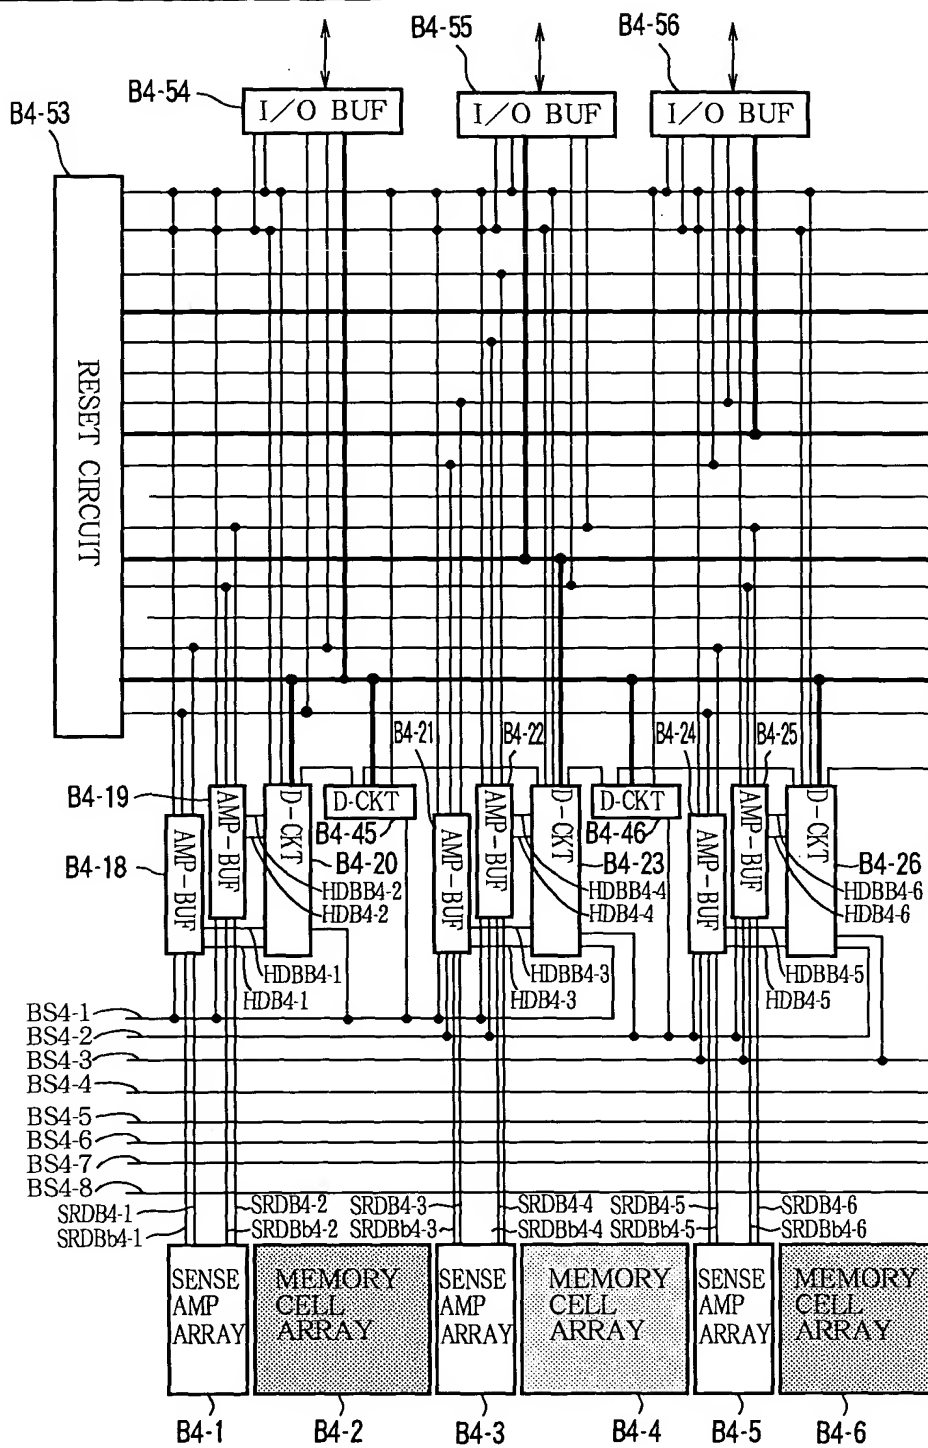 B4-55
B4-56
B4-54
I/O BUF
I/O BUF
I/O BUF
B4-53
RESET CIRCUIT
B4-21
B4-22
B4-24
B4-25
B4-19
AMP-BUF
D-CKT
D-CKT
AMP-BUF
D-CKT
D-CKT
AMP-BUF
D-CKT
B4-18
AMP-BUF
B4-45
B4-20
AMP-BUF
B4-46
B4-23
AMP-BUF
B4-26
HDBB4-2
HDB4-2
HDBB4-4
HDB4-4
HDBB4-6
HDB4-6
HDBB4-1
HDB4-1
HDBB4-3
HDB4-3
HDBB4-5
HDB4-5
BS4-1
BS4-2
BS4-3
BS4-4
BS4-5
BS4-6
BS4-7
BS4-8
SRDB4-1
SRDBb4-1
SRDB4-2
SRDBb4-2
SRDB4-3
SRDBb4-3
SRDB4-4
SRDBb4-4
SRDB4-5
SRDBb4-5
SRDB4-6
SRDBb4-6
SENSE
AMP
ARRAY
MEMORY
CELL
ARRAY
SENSE
AMP
ARRAY
MEMORY
CELL
ARRAY
SENSE
AMP
ARRAY
MEMORY
CELL
ARRAY
B4-1
B4-2
B4-3
B4-4
B4-5
B4-6